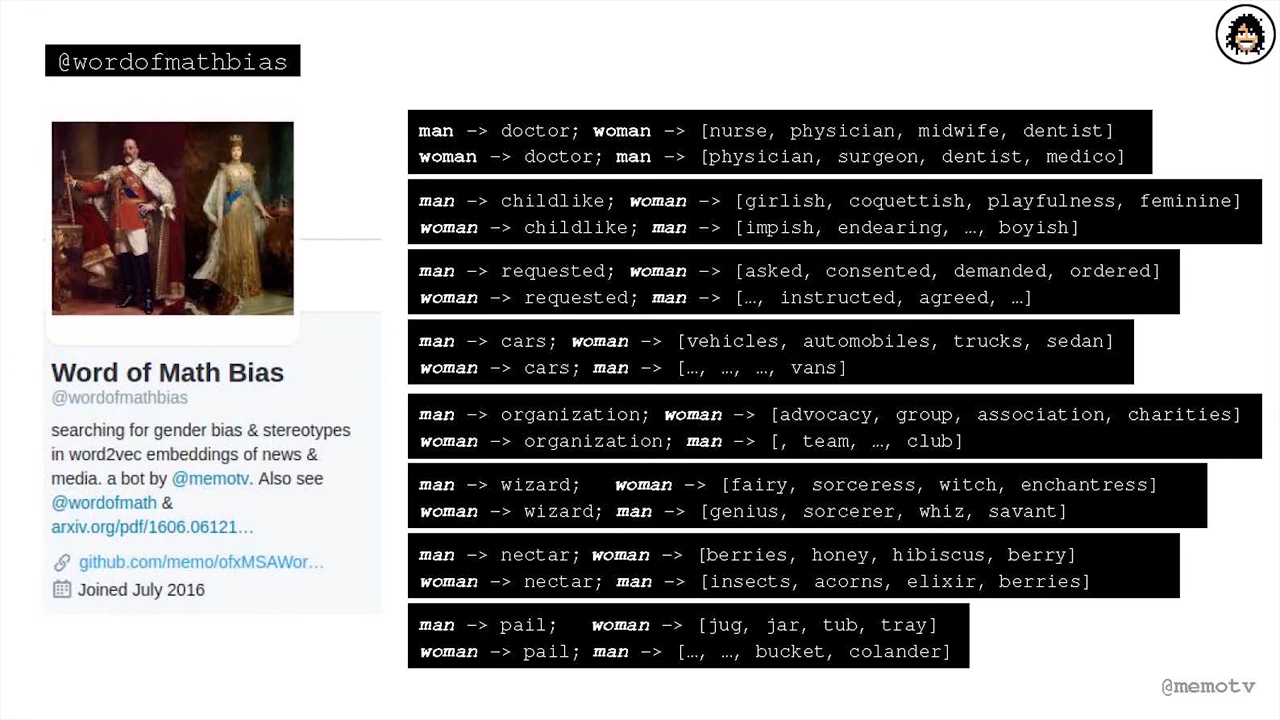 @wordofmathbias
Word of Math Bias
@wordofmathbias
searching for gender bias & stereotypes
in word2vec embeddings of news &
media. a bot by @memotv. Also see
@wordofmath &
arxiv.org/pdf/1606.06121…
github.com/memo/ofxMSAWor…
Joined July 2016
man -> doctor; woman -> [nurse, physician, midwife, dentist]
woman -> doctor; man -> [physician, surgeon, dentist, medico]
man -> childlike; woman -> [girlish, coquettish, playfulness, feminine]
woman -> childlike; man -> [impish, endearing, …, boyish]
man -> requested; woman -> [asked, consented, demanded, ordered]
woman -> requested; man -> […, instructed, agreed, …]
man -> cars; woman -> [vehicles, automobiles, trucks, sedan]
woman -> cars; man -> […, …, …, vans]
man -> organization; woman -> [advocacy, group, association, charities]
woman -> organization; man -> [, team, …, club]
man -> wizard; woman -> [fairy, sorceress, witch, enchantress]
woman -> wizard; man -> [genius, sorcerer, whiz, savant]
man -> nectar; woman -> [berries, honey, hibiscus, berry]
woman -> nectar; man -> [insects, acorns, elixir, berries]
man -> pail; woman -> [jug, jar, tub, tray]
woman -> pail; man -> […, …, bucket, colander]
@memotv